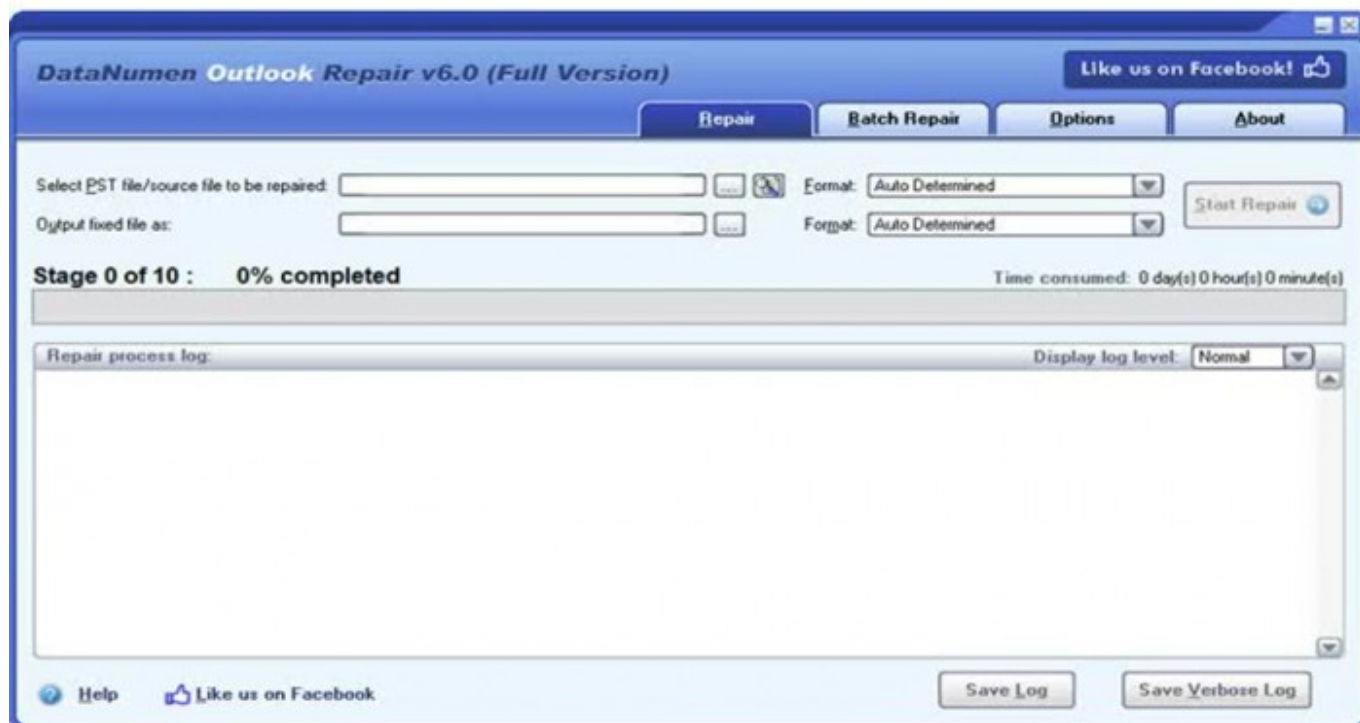 DataNumen Outlook Repair v6.0 (Full Version)
Like us on Facebook!
Repair
Batch Repair
Options
About
Select PST file/source file to be repaired:
...
Format:
Auto Determined
Start Repair
Output fixed file as:
...
Format:
Auto Determined
Stage 0 of 10 : 0% completed
Time consumed: 0 day(s) 0 hour(s) 0 minute(s)
Repair process log:
Display log level:
Normal
Help
Like us on Facebook
Save Log
Save Verbose Log